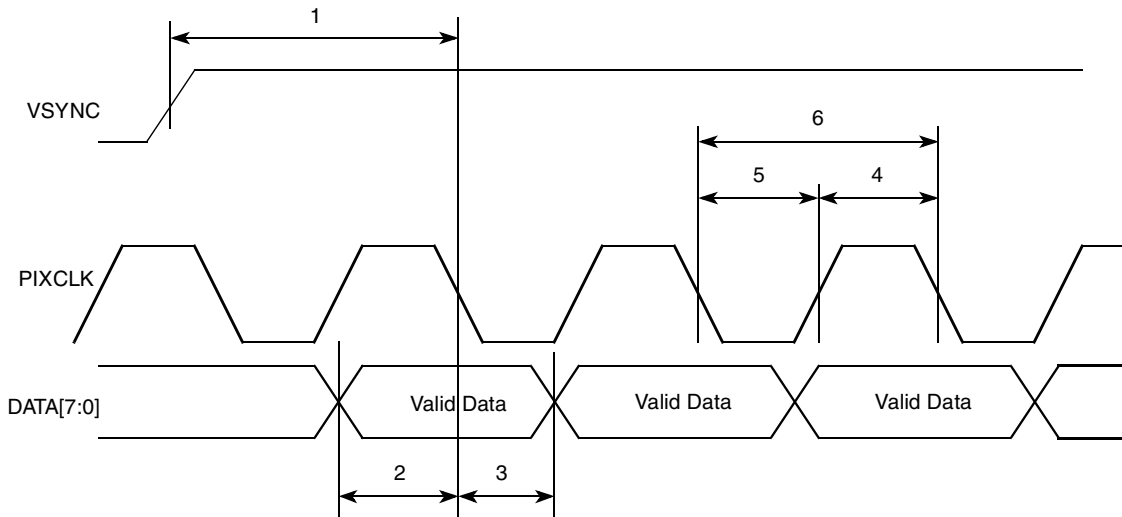 1
VSYNC
6
5
4
PIXCLK
DATA[7:0]
Valid Data
Valid Data
Valid Data
2
3